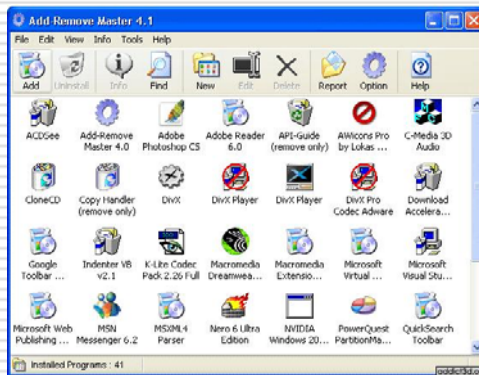 Add-Remove Master 4.1
File Edit View Info Tools Help
Add Uninstall Info Find New Edit Delete Report Option Help
ACDSee Add-Remove Master 4.0 Adobe Photoshop CS Adobe Reader 6.0 API-Guide (remove only) AWicons Pro by Lokas ... C-Media 3D Audio
CloneCD Copy Handler (remove only) DivX DivX Player DivX Player DivX Pro Codec Adware Download Accelera...
Google Toolbar ... Indenter VB v2.1 K-Lite Codec Pack 2.26 Full Macromedia Dreamwea... Macromedia Extensio... Microsoft Virtual ... Microsoft Visual Stu...
Microsoft Web Publishing ... MSN Messenger 6.2 MSXML4 Parser Nero 6 Ultra Edition NVIDIA Windows 20... PowerQuest PartitionMa... QuickSearch Toolbar
Installed Programs : 41